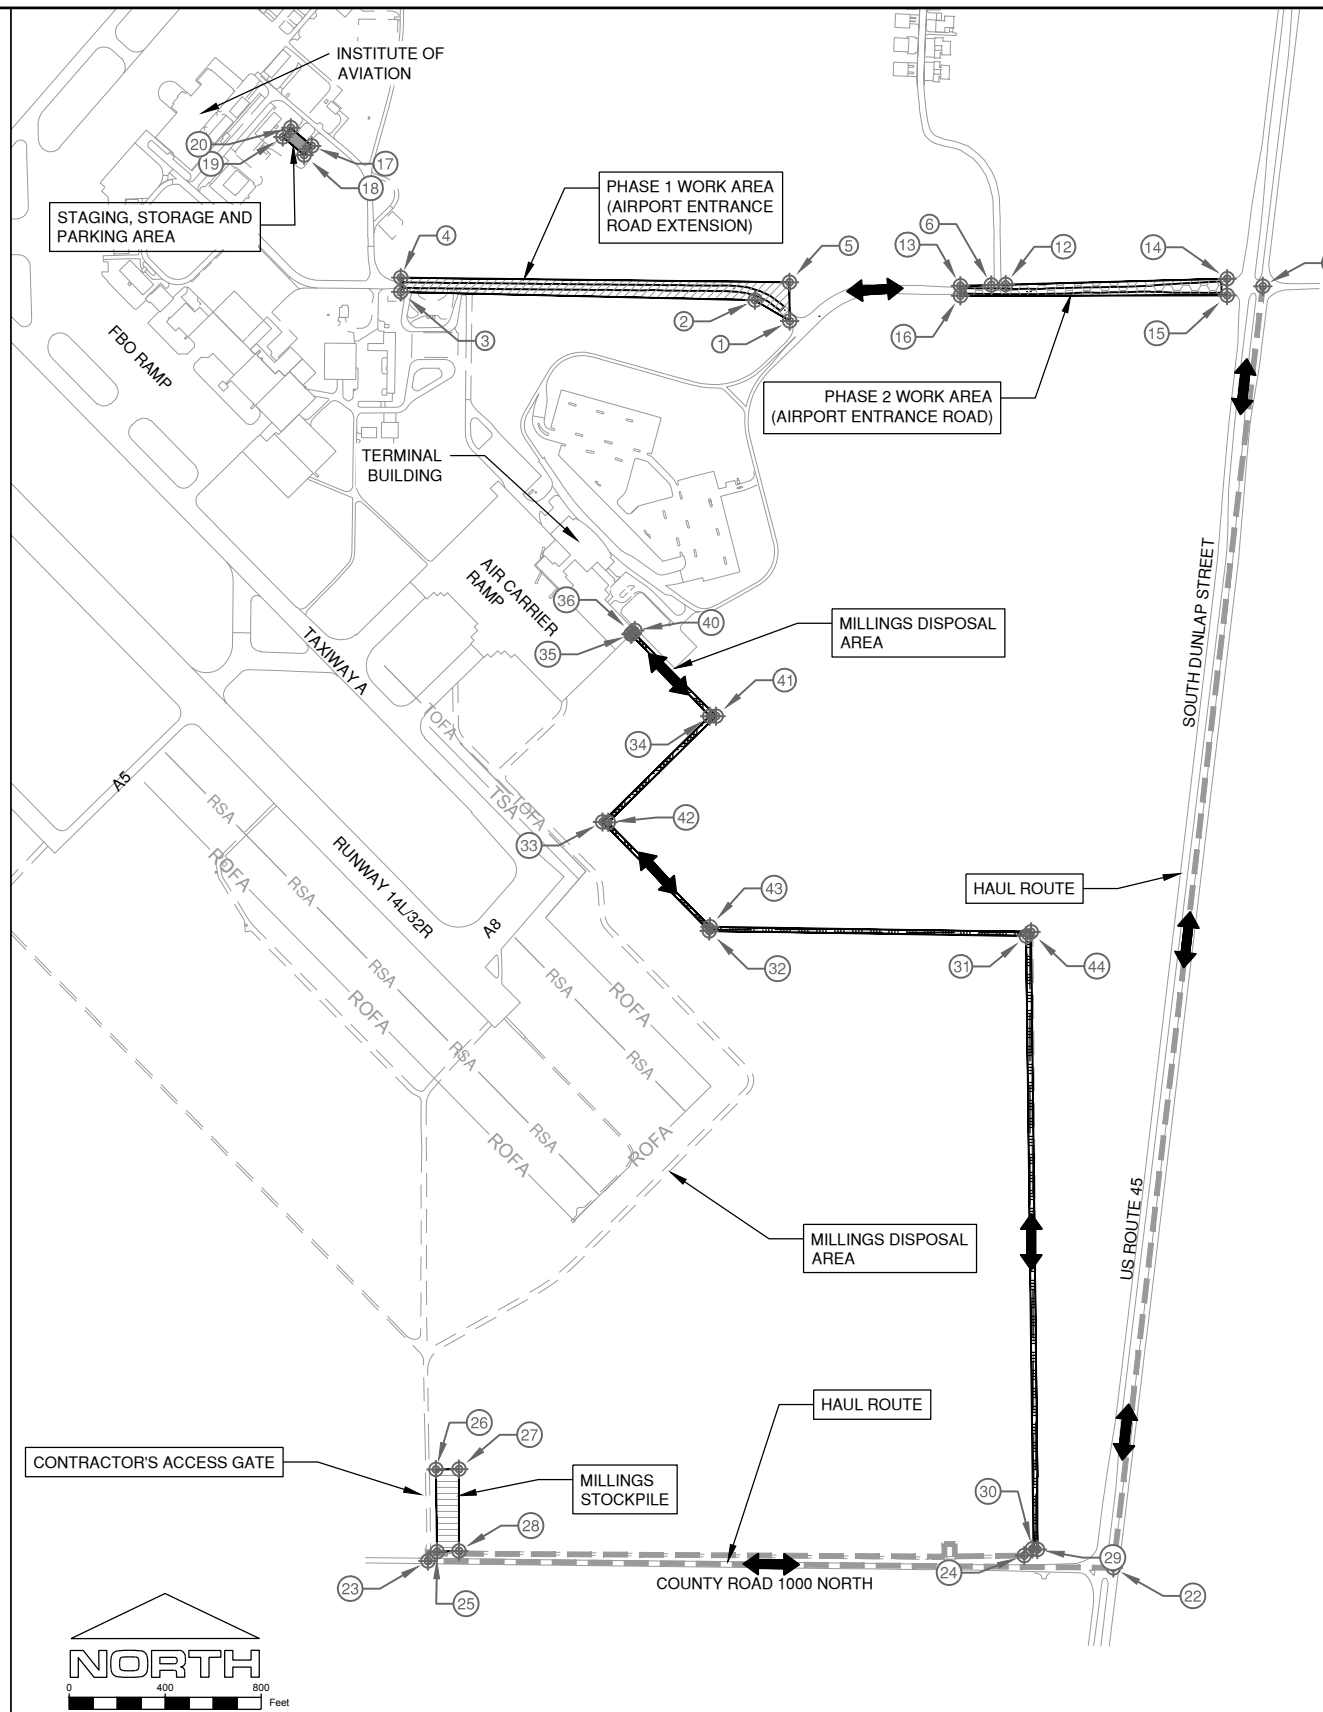 INSTITUTE OF
AVIATION
20
19
17
18
STAGING, STORAGE AND
PARKING AREA
PHASE 1 WORK AREA
(AIRPORT ENTRANCE
ROAD EXTENSION)
4
5
6
13
12
14
3
2
1
16
15
FBO RAMP
PHASE 2 WORK AREA
(AIRPORT ENTRANCE ROAD)
TERMINAL
BUILDING
AIR CARRIER
RAMP
36
40
35
MILLINGS DISPOSAL
AREA
SOUTH DUNLAP STREET
TAXIWAY A
41
34
TOFA
TSA
TOFA
A5
RSA
42
33
RUNWAY 14L/32R
ROFA
RSA
HAUL ROUTE
43
A8
RSA
32
31
44
RSA
ROFA
ROFA
RSA
RSA
RSA
ROFA
ROFA
US ROUTE 45
MILLINGS DISPOSAL
AREA
HAUL ROUTE
26
27
CONTRACTOR'S ACCESS GATE
MILLINGS
STOCKPILE
30
28
29
24
23
25
22
COUNTY ROAD 1000 NORTH
NORTH
0 400 800
Feet